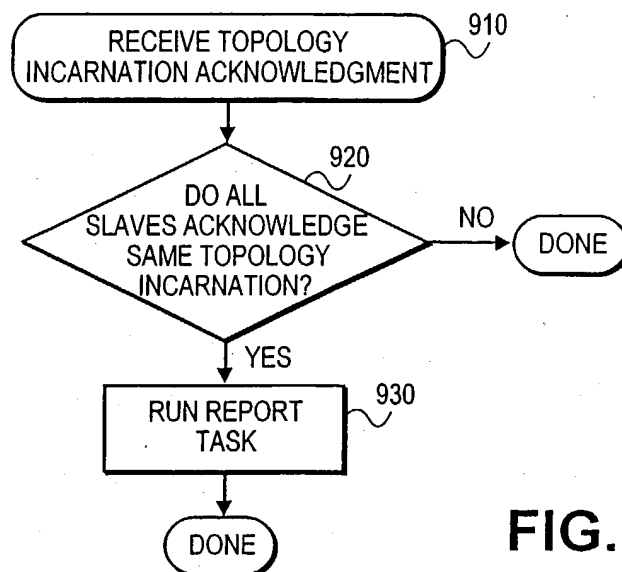 RECEIVE TOPOLOGY
INCARNATION ACKNOWLEDGMENT
910
920
DO ALL
SLAVES ACKNOWLEDGE
SAME TOPOLOGY
INCARNATION?
NO
DONE
YES
RUN REPORT
TASK
930
DONE
FIG.